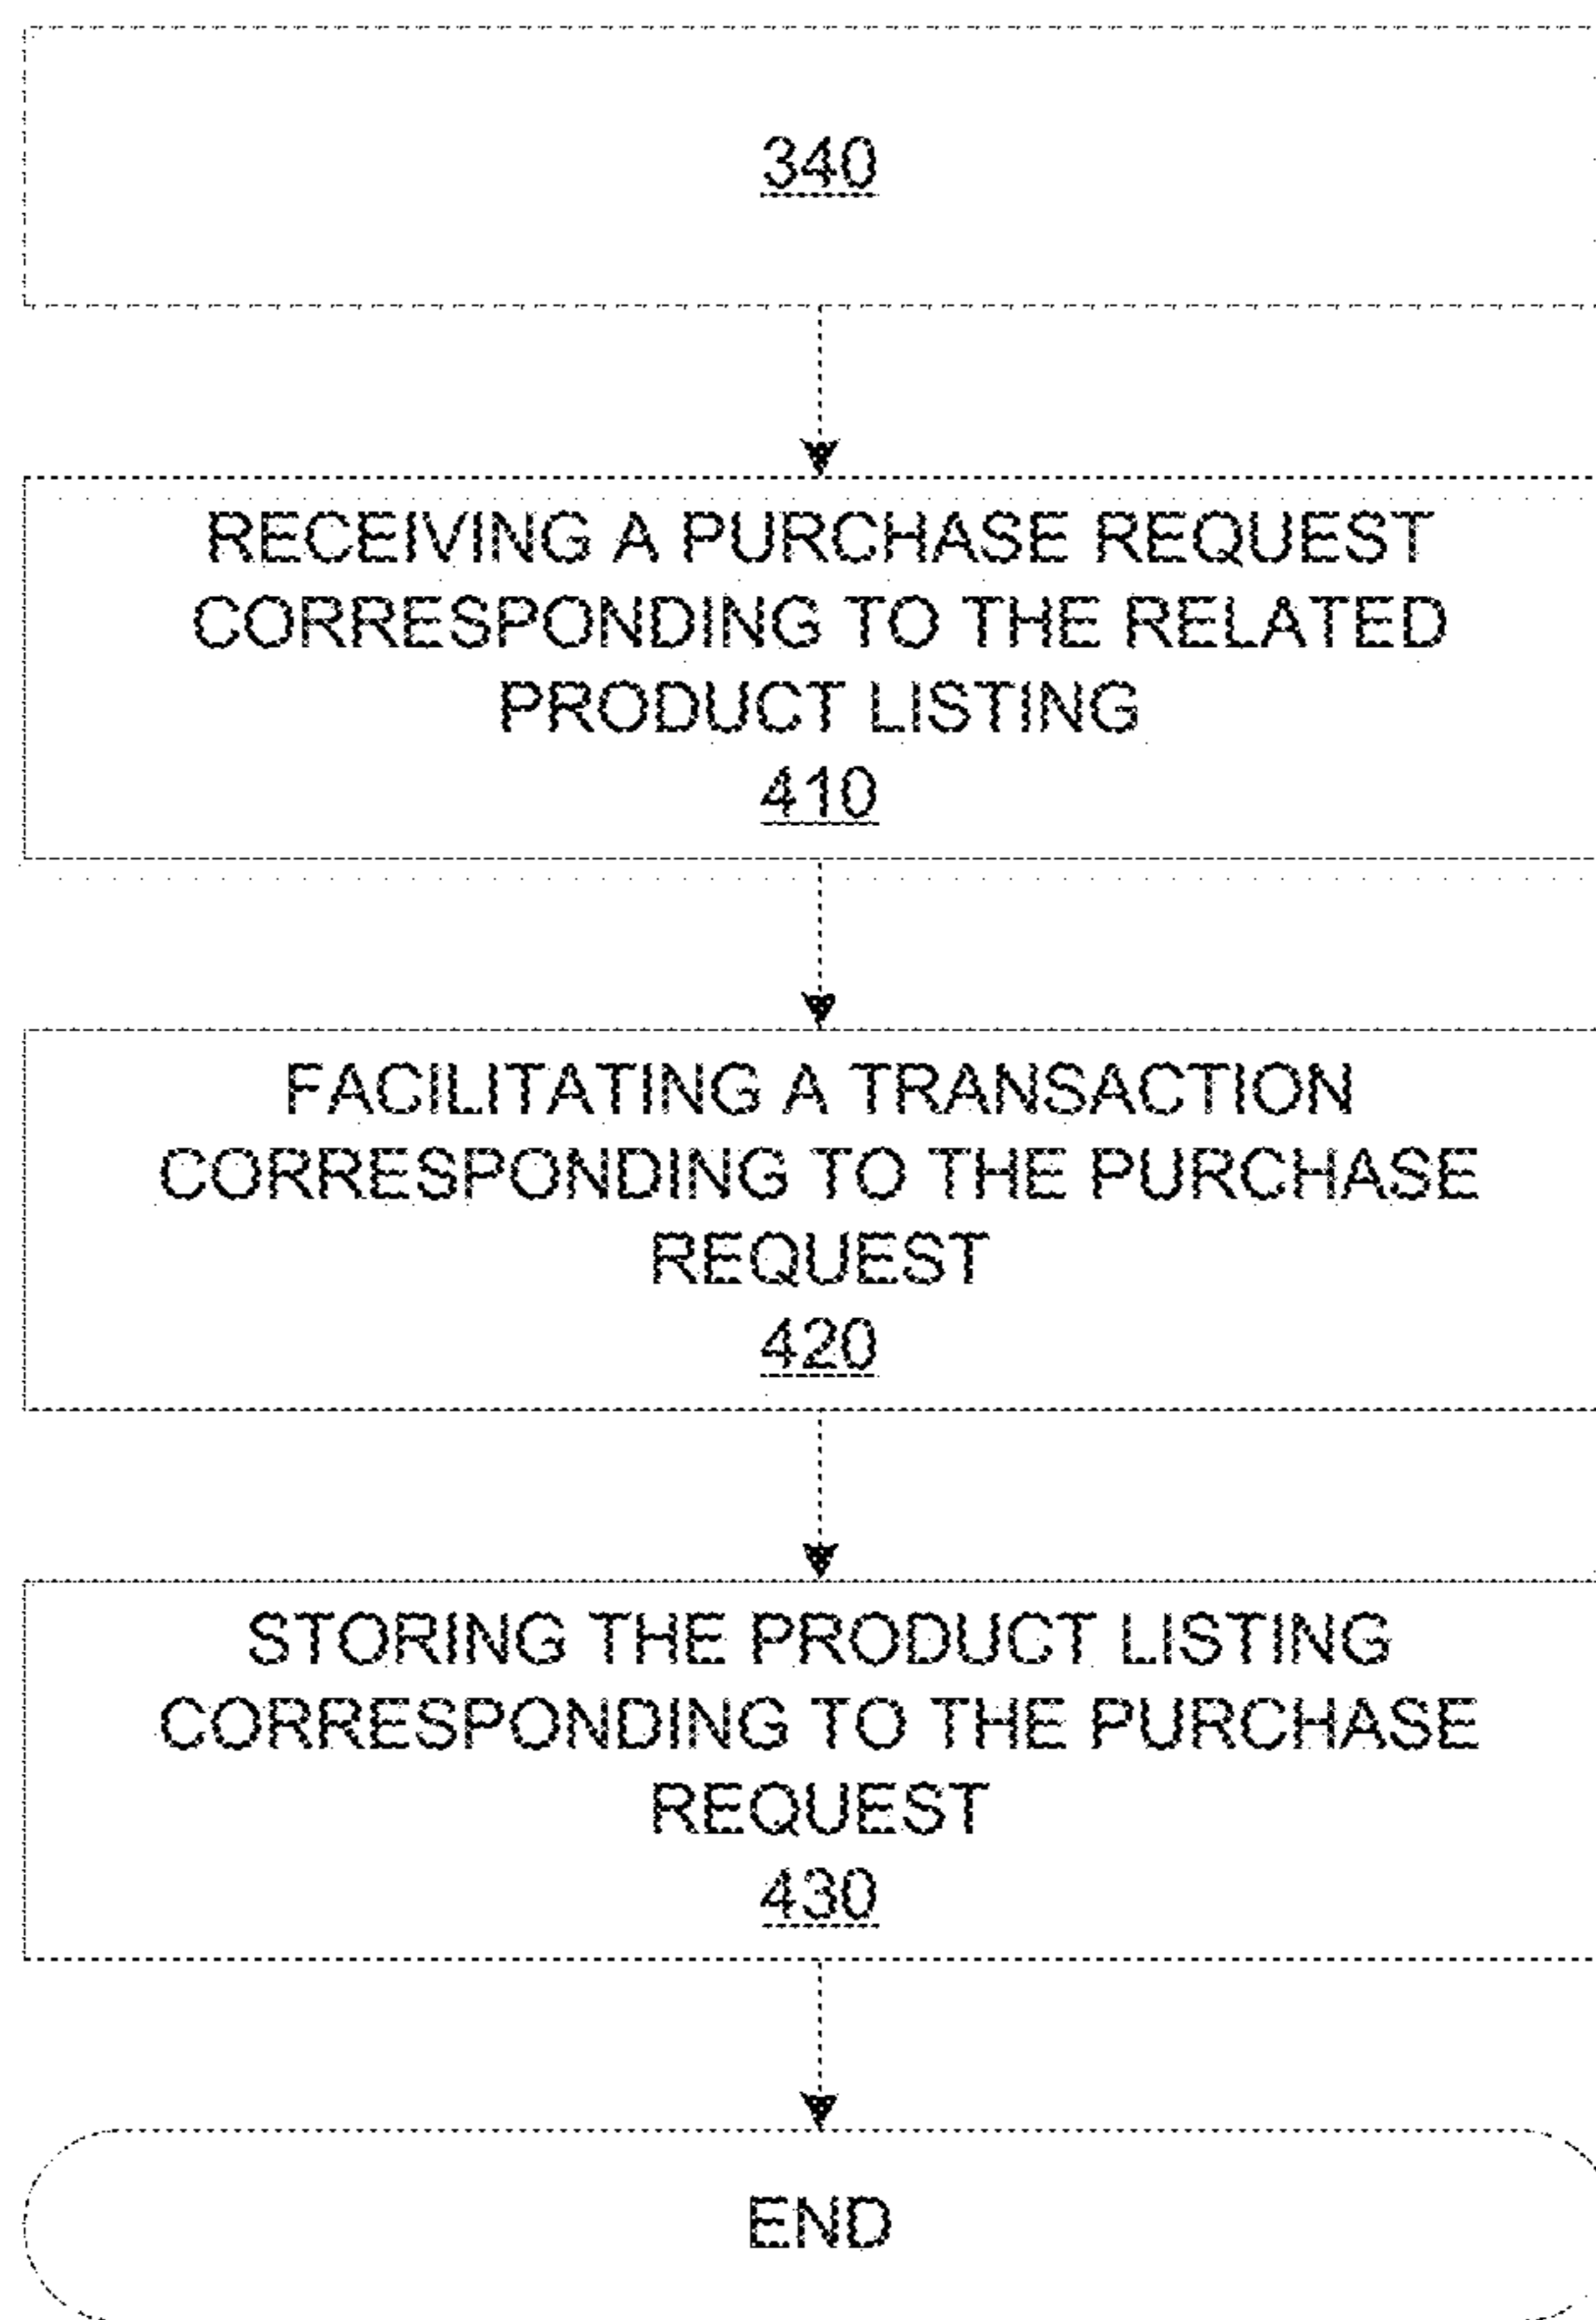 340
RECEIVING A PURCHASE REQUEST
CORRESPONDING TO THE RELATED
PRODUCT LISTING
410
FACILITATING A TRANSACTION
CORRESPONDING TO THE PURCHASE
REQUEST
420
STORING THE PRODUCT LISTING
CORRESPONDING TO THE PURCHASE
REQUEST
430
END